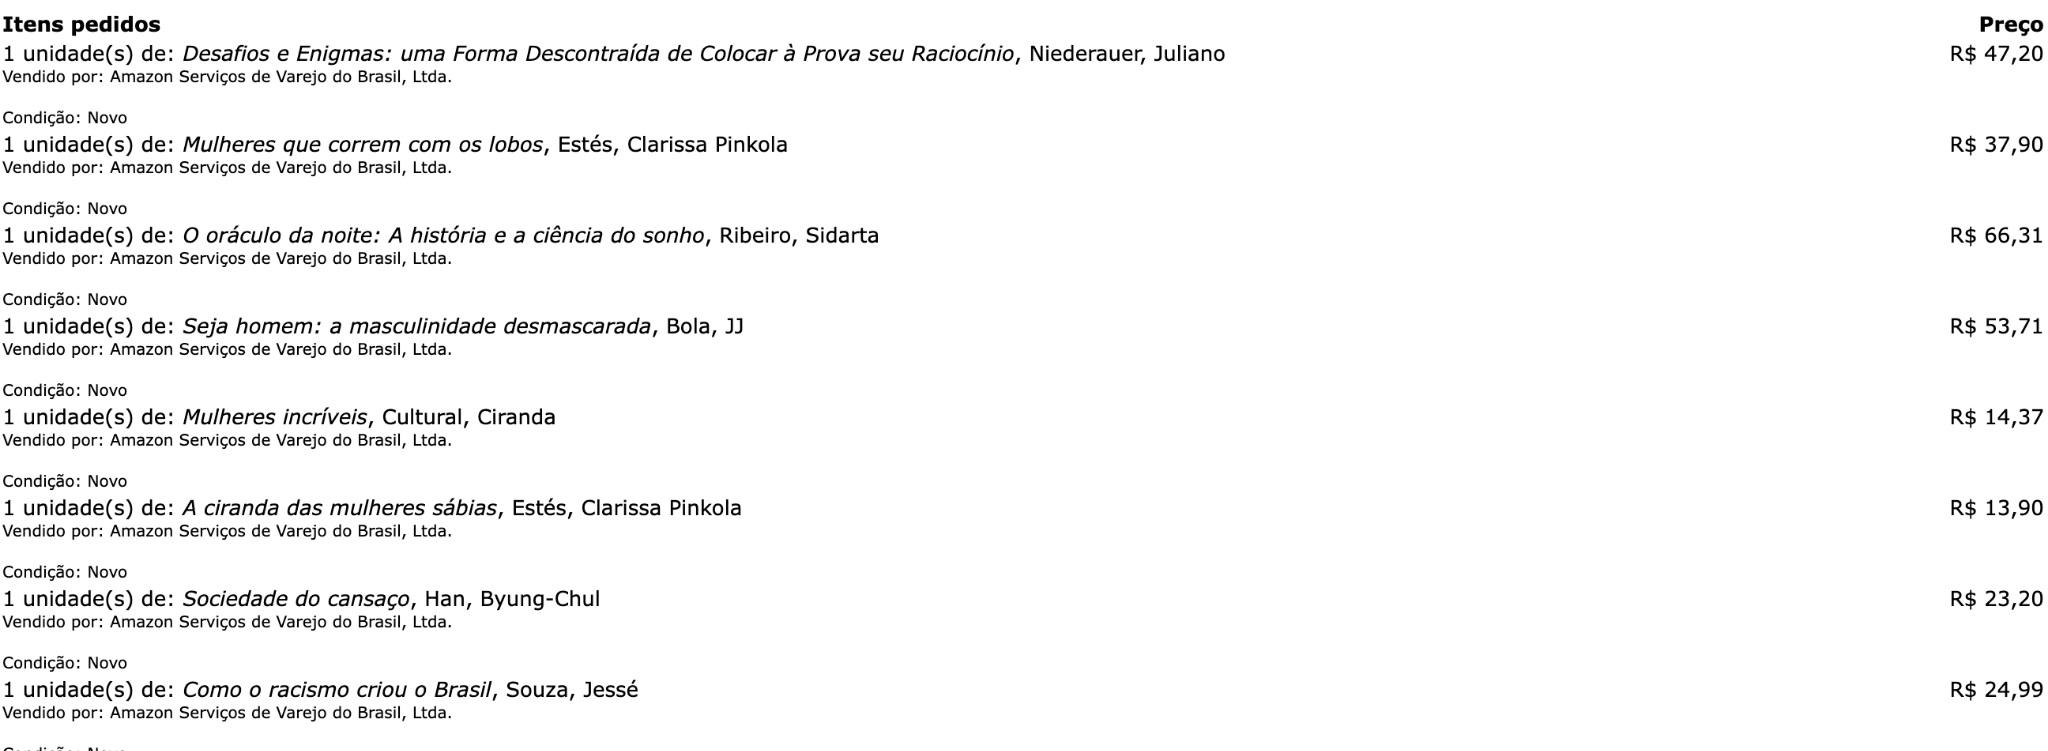 Itens pedidos Preço
1 unidade(s) de: Desafios e Enigmas: uma Forma Descontraída de Colocar à Prova seu Raciocínio, Niederauer, Juliano R$ 47,20
Vendido por: Amazon Serviços de Varejo do Brasil, Ltda.
Condição: Novo
1 unidade(s) de: Mulheres que correm com os lobos, Estés, Clarissa Pinkola R$ 37,90
Vendido por: Amazon Serviços de Varejo do Brasil, Ltda.
Condição: Novo
1 unidade(s) de: O oráculo da noite: A história e a ciência do sonho, Ribeiro, Sidarta R$ 66,31
Vendido por: Amazon Serviços de Varejo do Brasil, Ltda.
Condição: Novo
1 unidade(s) de: Seja homem: a masculinidade desmascarada, Bola, JJ R$ 53,71
Vendido por: Amazon Serviços de Varejo do Brasil, Ltda.
Condição: Novo
1 unidade(s) de: Mulheres incríveis, Cultural, Ciranda R$ 14,37
Vendido por: Amazon Serviços de Varejo do Brasil, Ltda.
Condição: Novo
1 unidade(s) de: A ciranda das mulheres sábias, Estés, Clarissa Pinkola R$ 13,90
Vendido por: Amazon Serviços de Varejo do Brasil, Ltda.
Condição: Novo
1 unidade(s) de: Sociedade do cansaço, Han, Byung-Chul R$ 23,20
Vendido por: Amazon Serviços de Varejo do Brasil, Ltda.
Condição: Novo
1 unidade(s) de: Como o racismo criou o Brasil, Souza, Jessé R$ 24,99
Vendido por: Amazon Serviços de Varejo do Brasil, Ltda.